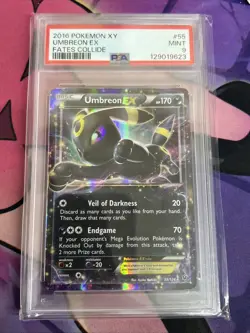 2016 POKEMON XY #55
UMBREON EX MINT
FATES COLLIDE PSA 9
129019623
Umbreon EX HP170
Veil of Darkness 20
Discard as many cards as you like from your hand.
Then, draw that many cards.
Endgame 70
If your opponent's Mega Evolution Pokémon is
Knocked Out by damage from this attack, take
2 more Prize cards.
×2 -20